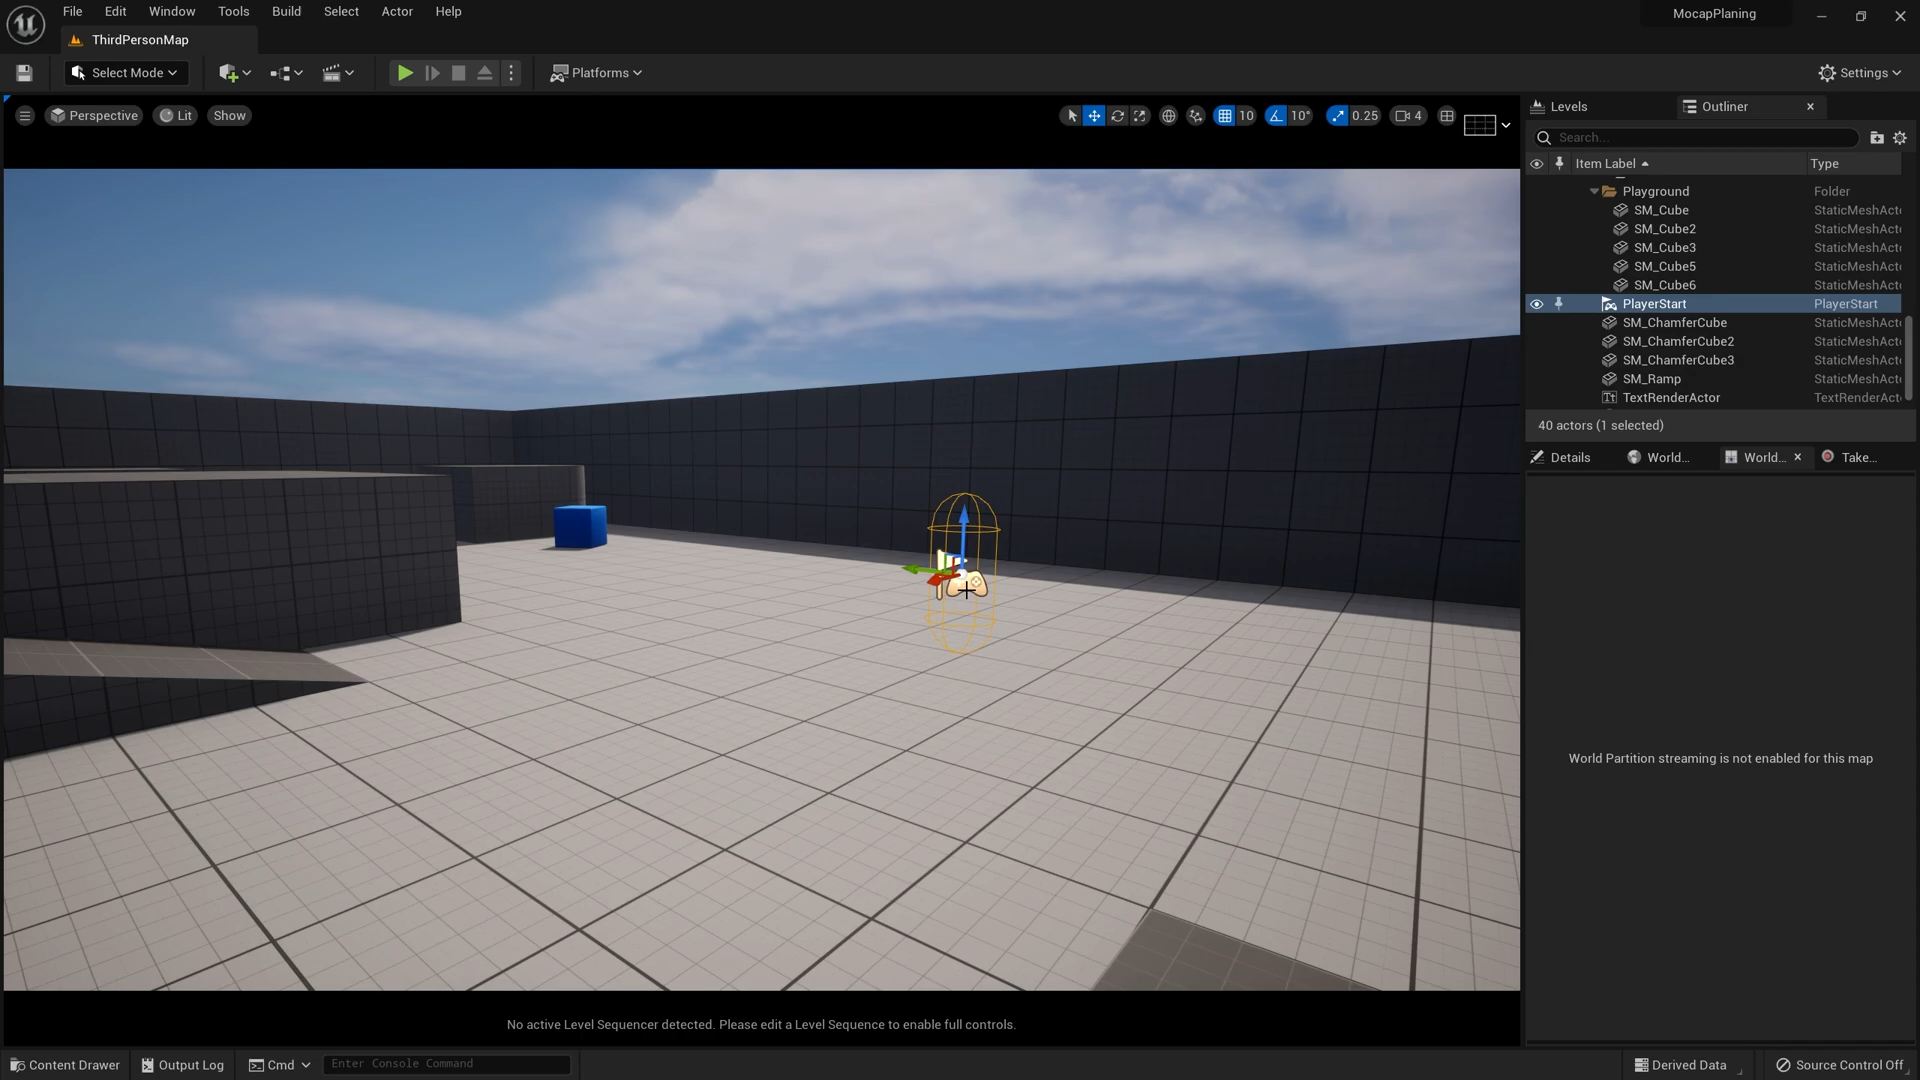 File Edit Window Tools Build Select Actor Help
MocapPlaning
ThirdPersonMap
Select Mode
Platforms
Settings
Perspective Lit Show
10 10° 0.25 4
Levels Outliner
Search...
Item Label Type
Playground Folder
SM_Cube StaticMeshActo
SM_Cube2 StaticMeshActo
SM_Cube3 StaticMeshActo
SM_Cube5 StaticMeshActo
SM_Cube6 StaticMeshActo
PlayerStart PlayerStart
SM_ChamferCube StaticMeshActo
SM_ChamferCube2 StaticMeshActo
SM_ChamferCube3 StaticMeshActo
SM_Ramp StaticMeshActo
TextRenderActor TextRenderActo
40 actors (1 selected)
Details World... World... Take...
World Partition streaming is not enabled for this map
No active Level Sequencer detected. Please edit a Level Sequence to enable full controls.
Content Drawer Output Log Cmd Enter Console Command
Derived Data Source Control Off